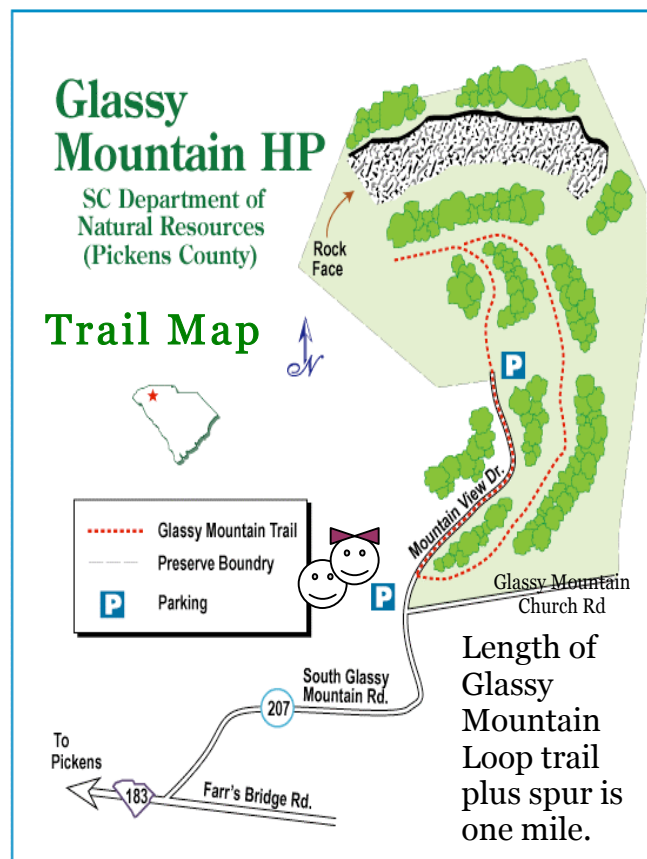 Glassy
Mountain HP
SC Department of
Natural Resources
(Pickens County)
Rock
Face
Trail Map
N
P
Mountain View Dr.
Glassy Mountain Trail
Preserve Boundry
P
Parking
P
Glassy Mountain
Church Rd
South Glassy
Mountain Rd.
207
To
Pickens
183
Farr's Bridge Rd.
Length of
Glassy
Mountain
Loop trail
plus spur is
one mile.